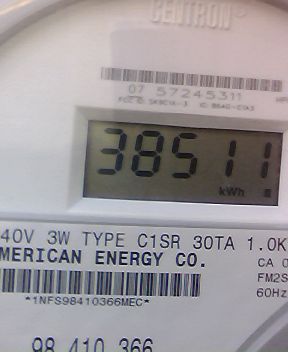 CENTRON®
07 57245311
38511
kWh
40V 3W TYPE C1SR 30TA 1.0K
MERICAN ENERGY CO.
CA 0
FM2S
*1NFS98410366MEC*
60Hz
98 410 366